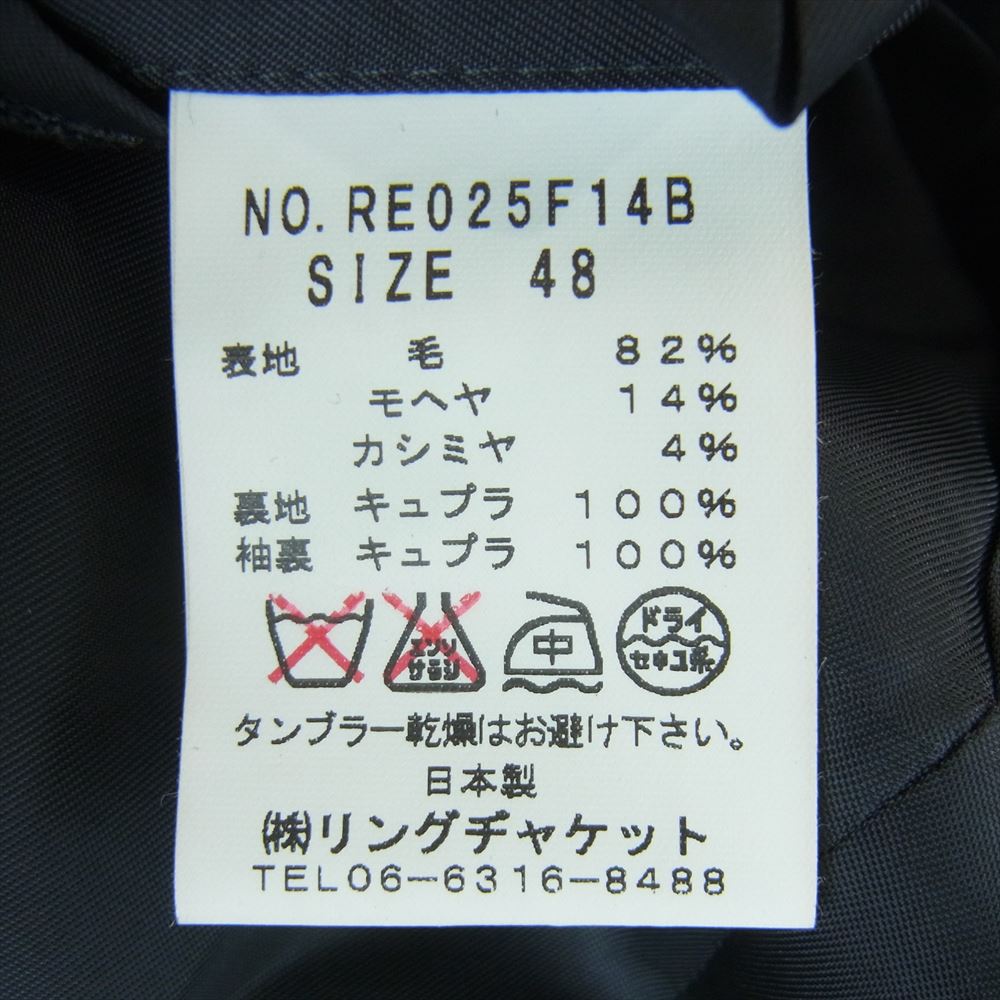 NO. RE025F14B
SIZE 48
表地 毛 82%
モヘヤ 14%
カシミヤ 4%
裏地 キュプラ 100%
袖裏 キュプラ 100%
エンソサラシ 中 ドライ セキユ系
タンブラー乾燥はお避け下さい。
日本製
㈱リングヂャケット
TEL06-6316-8488